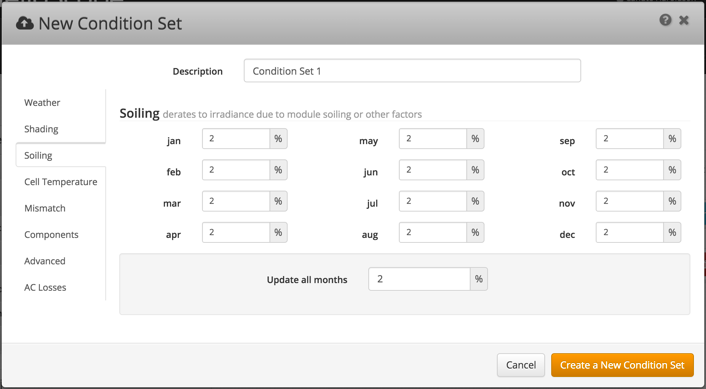 New Condition Set
Description Condition Set 1
Weather
Shading
Soiling
Cell Temperature
Mismatch
Components
Advanced
AC Losses
Soiling derates to irradiance due to module soiling or other factors
jan 2 % may 2 % sep 2 %
feb 2 % jun 2 % oct 2 %
mar 2 % jul 2 % nov 2 %
apr 2 % aug 2 % dec 2 %
Update all months 2 %
Cancel Create a New Condition Set